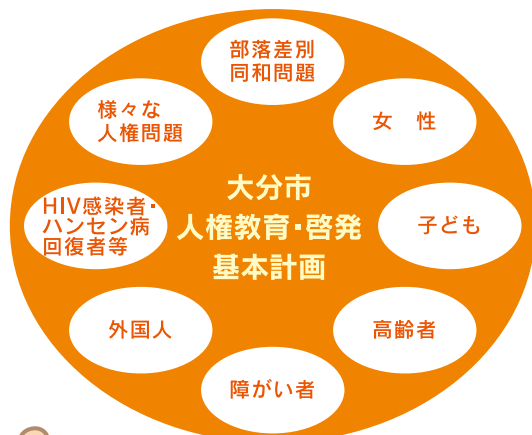 部落差別
同和問題
様々な
人権問題
女　性
大分市
人権教育・啓発
基本計画
HIV感染者・
ハンセン病
回復者等
子ども
外国人
高齢者
障がい者